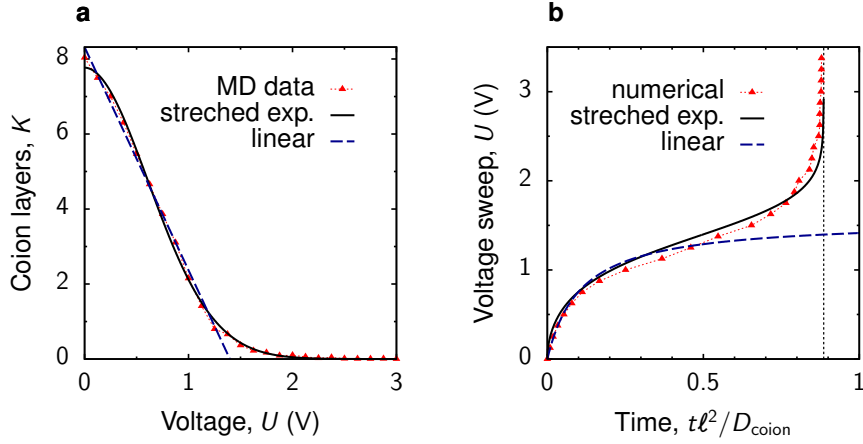 a
b
Coion layers, K
8
6
4
2
0
MD data
streched exp.
linear
0
1
2
3
Voltage, U (V)
Voltage sweep, U (V)
3
2
1
0
numerical
streched exp.
linear
0
0.5
1
Time, tℓ²/D_coion